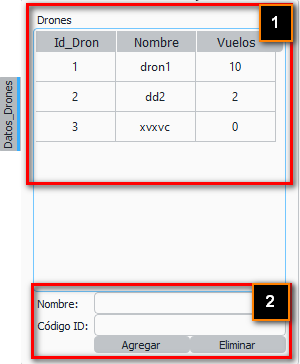 Drones
1
Id_Dron Nombre Vuelos
1 dron1 10
2 dd2 2
3 xvxvc 0
Datos_Drones
2
Nombre:
Código ID:
Agregar Eliminar